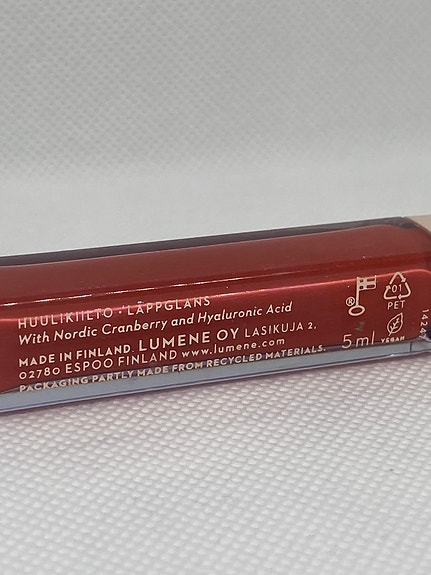 HUULIKIILTO · LÄPPGLANS
With Nordic Cranberry and Hyaluronic Acid
MADE IN FINLAND. LUMENE OY LASIKUJA 2,
02780 ESPOO FINLAND www.lumene.com
PACKAGING PARTLY MADE FROM RECYCLED MATERIALS.
®
5 ml
01
PET
VEGAN